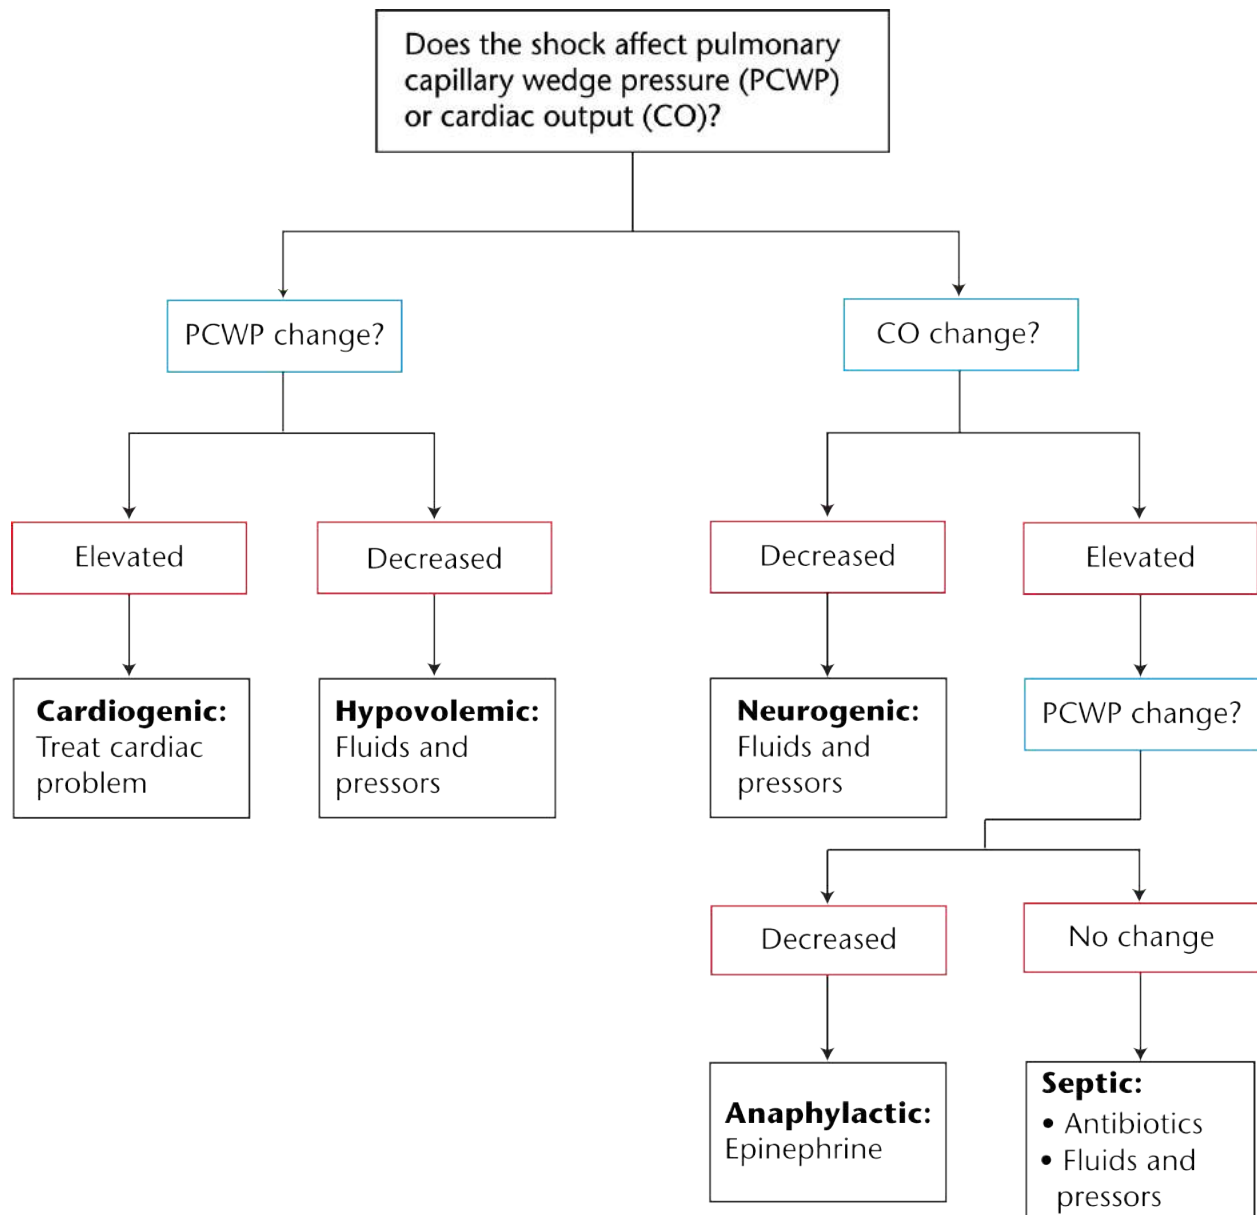 Does the shock affect pulmonary
capillary wedge pressure (PCWP)
or cardiac output (CO)?
PCWP change?
CO change?
Elevated
Decreased
Decreased
Elevated
Cardiogenic:
Treat cardiac
problem
Hypovolemic:
Fluids and
pressors
Neurogenic:
Fluids and
pressors
PCWP change?
Decreased
No change
Anaphylactic:
Epinephrine
Septic:
• Antibiotics
• Fluids and
pressors